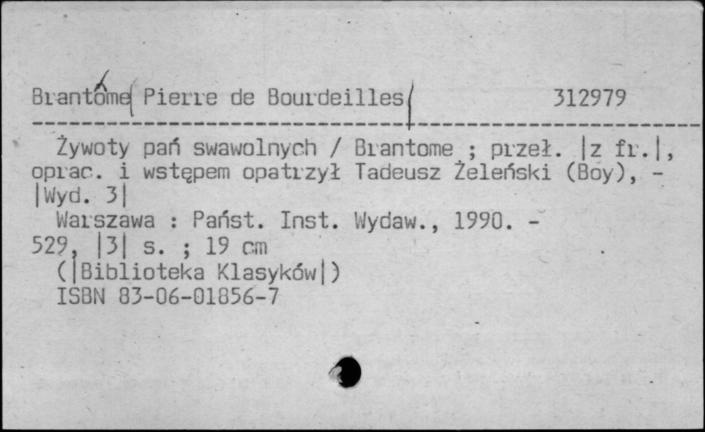 Brantôme Pierre de Bourdeilles 312979
Żywoty pań swawolnych / Brantome ; przeł. |z fr.|,
oprac. i wstępem opatrzył Tadeusz Żeleński (Boy), -
|Wyd. 3|
Warszawa : Państ. Inst. Wydaw., 1990. -
529, |3| s. ; 19 cm
(|Biblioteka Klasyków|)
ISBN 83-06-01856-7